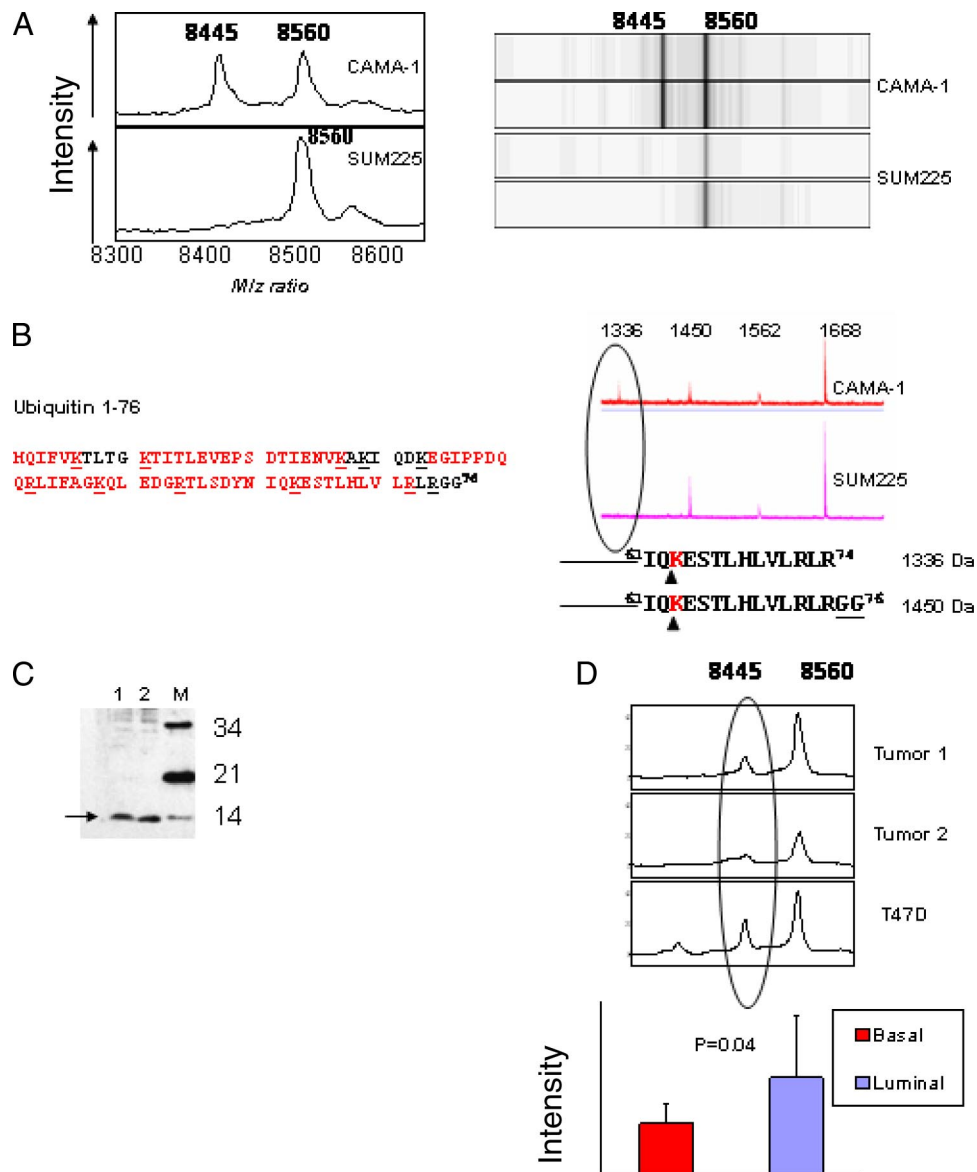 A
8445 8560
CAMA-1
8560
SUM225
Intensity
8300 8400 8500 8600
M/z ratio
8445 8560
CAMA-1
SUM225
B
Ubiquitin 1-76
HQIFVKTLTG KTITLEVEPS DTIENVKAKI QDKEGIPPDQ
QRLIFAGKQL EDGRTLSDYN IQKESTLHLV LRLRGG76
1336 1450 1562 1668
CAMA-1
SUM225
61IQKESTLHLVLRLR74 1336 Da
61IQKESTLHLVLRLRGG76 1450 Da
C
1 2 M
34
21
14
D
8445 8560
Tumor 1
Tumor 2
T47D
Intensity
P=0.04
Basal
Luminal